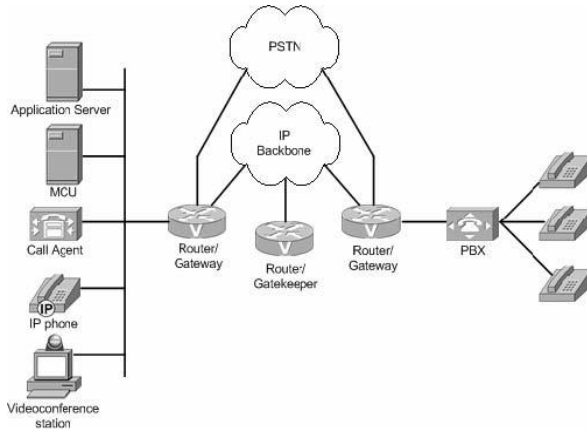 PSTN
Application Server
IP
Backbone
MCU
Call Agent
Router/
Gateway
Router/
Gatekeeper
Router/
Gateway
PBX
IP
IP phone
Videoconference
station
V
V
V